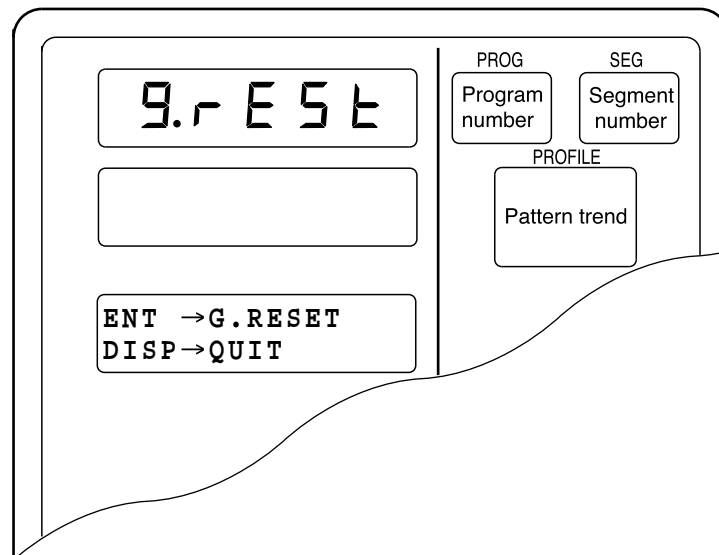 PROG SEG
9.rESt
Program number
Segment number
PROFILE
Pattern trend
ENT →G.RESET
DISP→QUIT